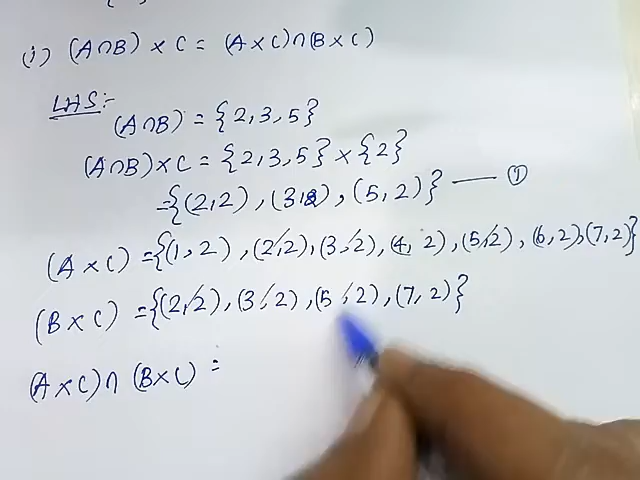 (i) (A∩B) × C = (A×C)∩(B×C)
LHS:-
(A∩B) = {2,3,5}
(A∩B)×C = {2,3,5} × {2}
={(2,2),(3,2),(5,2)} —— ①
(A×C) ={(1,2),(2,2),(3,2),(4,2),(5,2),(6,2),(7,2)}
(B×C) ={(2,2),(3,2),(5,2),(7,2)}
(A×C)∩(B×C) =